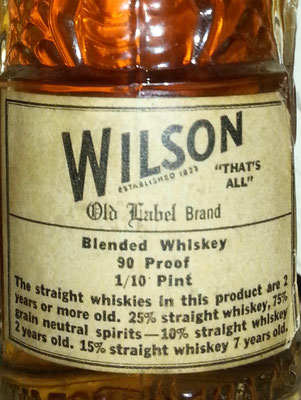 WILSON
ESTABLISHED 1823
"THAT'S
ALL"
Old Label Brand
Blended Whiskey
90 Proof
1/10 Pint
The straight whiskies in this product are 2
years or more old. 25% straight whiskey, 75%
grain neutral spirits—10% straight whiskey
2 years old. 15% straight whiskey 7 years old.